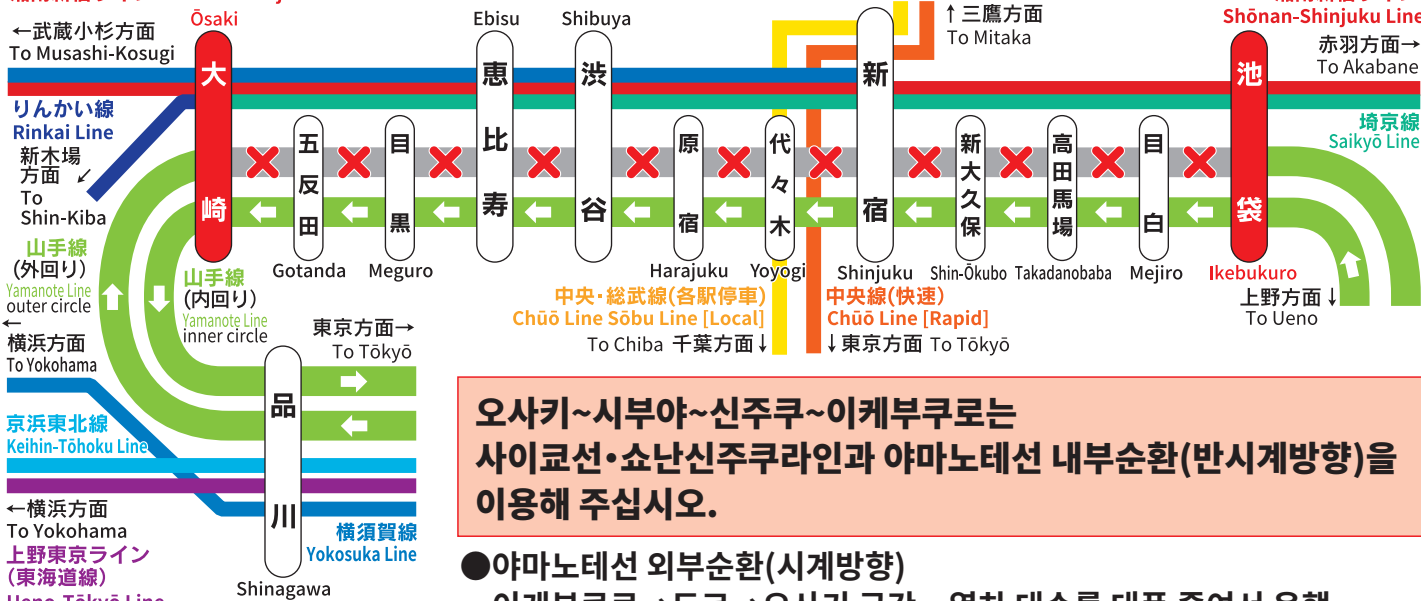 Ōsaki
Ebisu
Shibuya
↑三鷹方面
To Mitaka
Shōnan-Shinjuku Line
←武蔵小杉方面
To Musashi-Kosugi
赤羽方面→
To Akabane
大崎
恵比寿
渋谷
新宿
池袋
りんかい線
Rinkai Line
埼京線
Saikyō Line
新木場
方面
↙
To
Shin-Kiba
五反田
目黒
原宿
代々木
新大久保
高田馬場
目白
Gotanda
Meguro
Harajuku
Yoyogi
Shinjuku
Shin-Ōkubo
Takadanobaba
Mejiro
Ikebukuro
山手線
(外回り)
Yamanote Line
outer circle
山手線
(内回り)
Yamanote Line
inner circle
中央・総武線(各駅停車)
Chūō Line Sōbu Line [Local]
To Chiba 千葉方面↓
中央線(快速)
Chūō Line [Rapid]
↓東京方面 To Tōkyō
上野方面↓
To Ueno
←
横浜方面
To Yokohama
東京方面→
To Tōkyō
品川
京浜東北線
Keihin-Tōhoku Line
←横浜方面
To Yokohama
横須賀線
Yokosuka Line
上野東京ライン
(東海道線)
Ueno-Tōkyō Line
Shinagawa
오사키~시부야~신주쿠~이케부쿠로는
사이쿄선•쇼난신주쿠라인과 야마노테선 내부순환(반시계방향)을
이용해 주십시오.
●야마노테선 외부순환(시계방향)